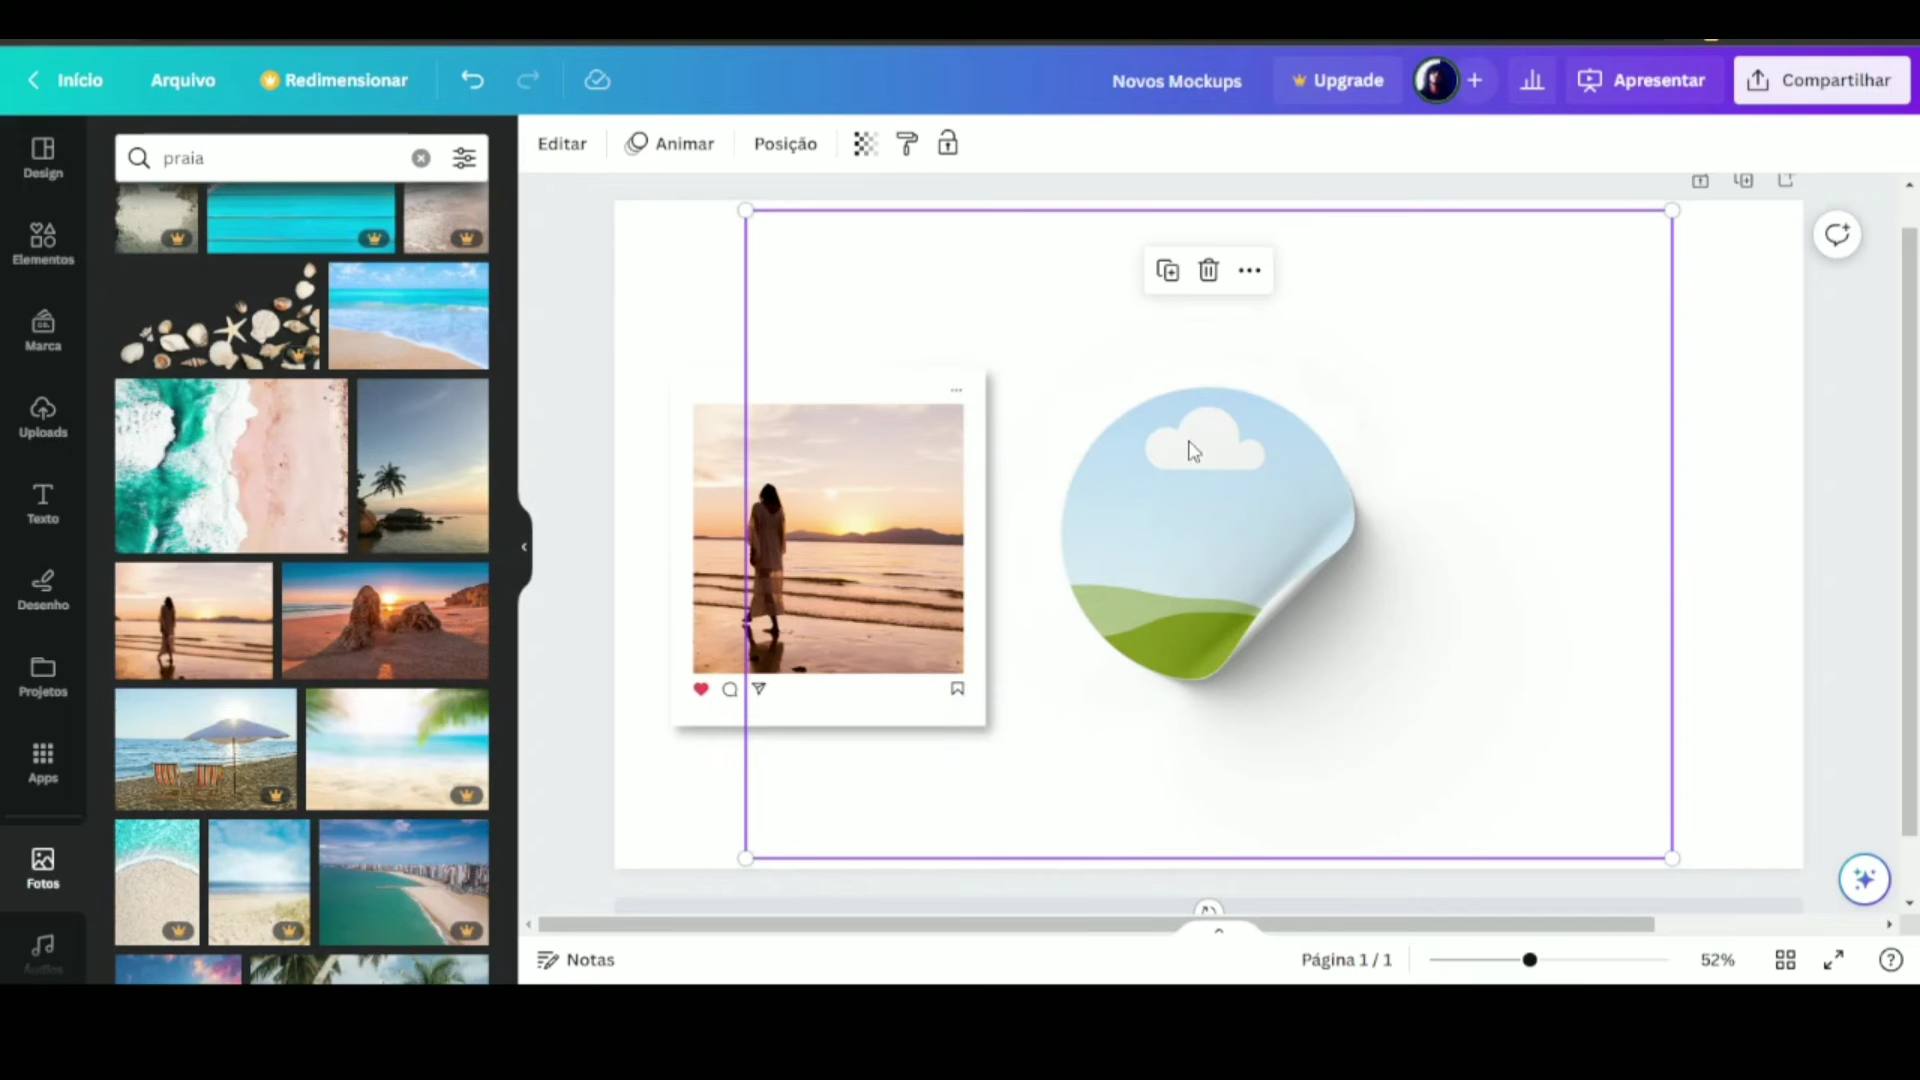 Início
Arquivo
Redimensionar
Novos Mockups
Upgrade
Apresentar
Compartilhar
Design
Elementos
Marca
Uploads
Texto
Desenho
Projetos
Apps
Fotos
Áudios
praia
Editar
Animar
Posição
Notas
Página 1 / 1
52%